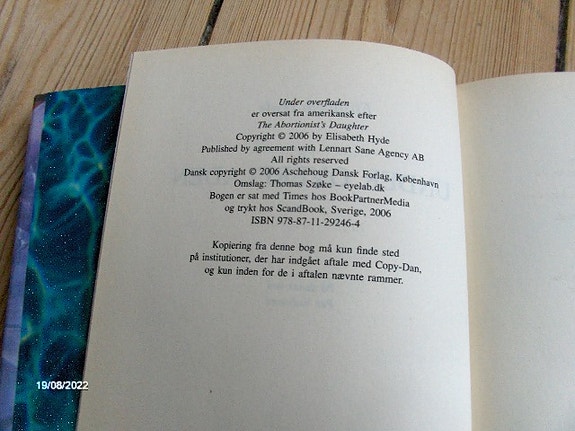 Under overfladen
er oversat fra amerikansk efter
The Abortionist's Daughter
Copyright © 2006 by Elisabeth Hyde
Published by agreement with Lennart Sane Agency AB
All rights reserved
Dansk copyright © 2006 Aschehoug Dansk Forlag, København
Omslag: Thomas Szøke – eyelab.dk
Bogen er sat med Times hos BookPartnerMedia
og trykt hos ScandBook, Sverige, 2006
ISBN 978-87-11-29246-4
Kopiering fra denne bog må kun finde sted
på institutioner, der har indgået aftale med Copy-Dan,
og kun inden for de i aftalen nævnte rammer.
19/08/2022